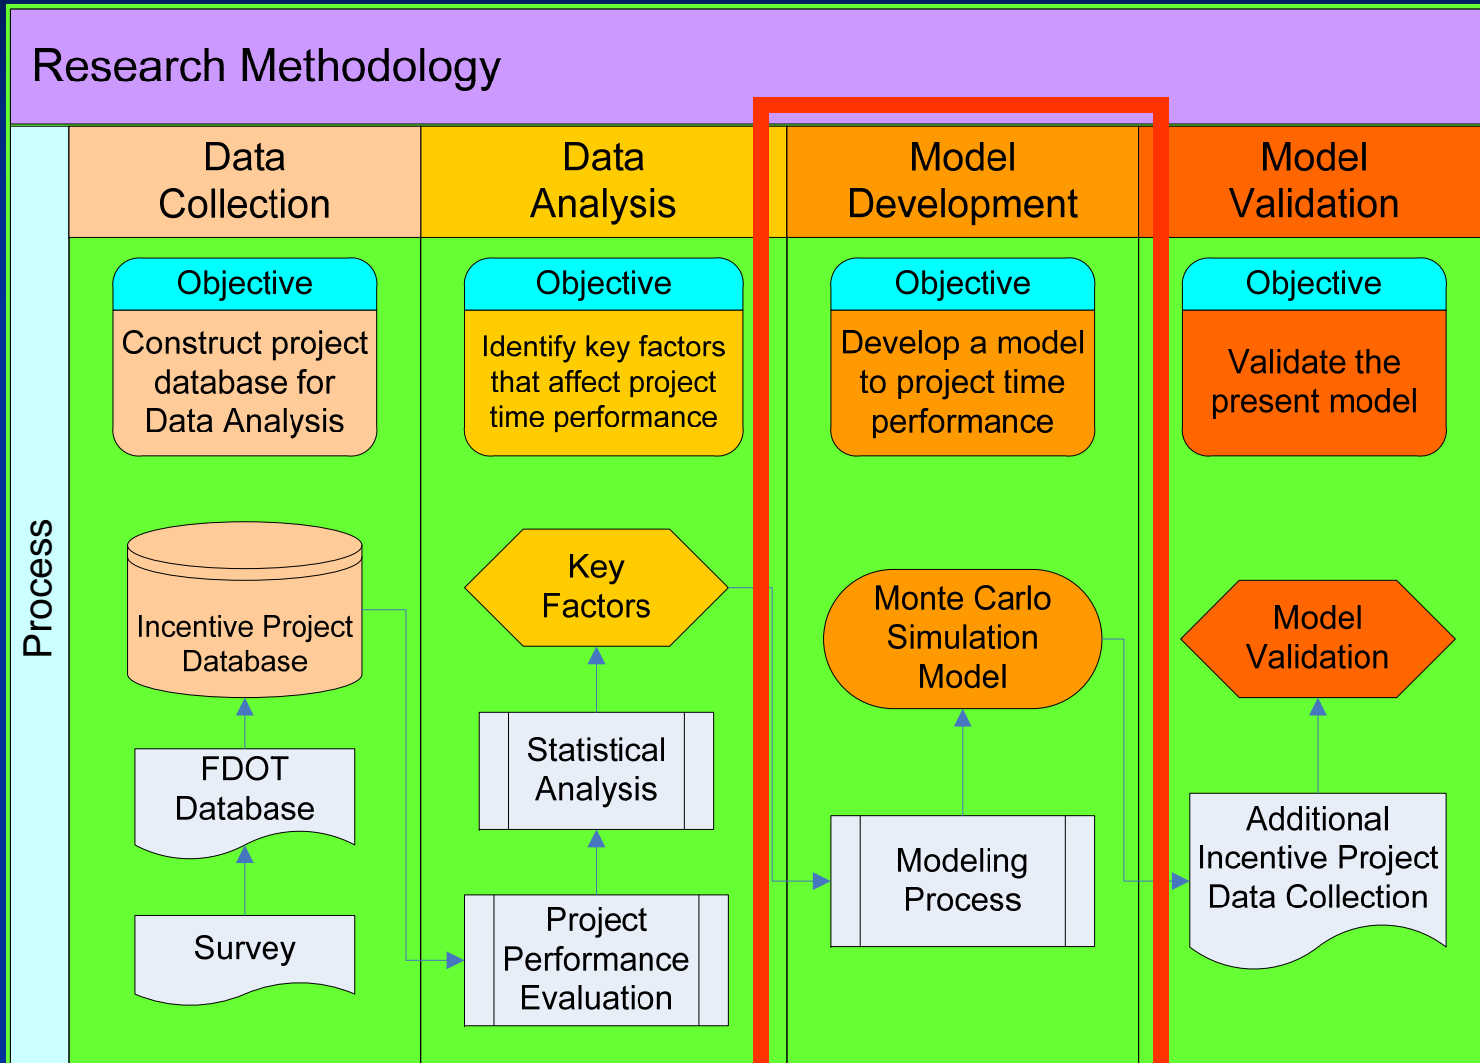 Research Methodology
Process
Data
Collection
Objective
Construct project
database for
Data Analysis
Incentive Project
Database
FDOT
Database
Survey
Data
Analysis
Objective
Identify key factors
that affect project
time performance
Key
Factors
Statistical
Analysis
Project
Performance
Evaluation
Model
Development
Objective
Develop a model
to project time
performance
Monte Carlo
Simulation
Model
Modeling
Process
Model
Validation
Objective
Validate the
present model
Model
Validation
Additional
Incentive Project
Data Collection